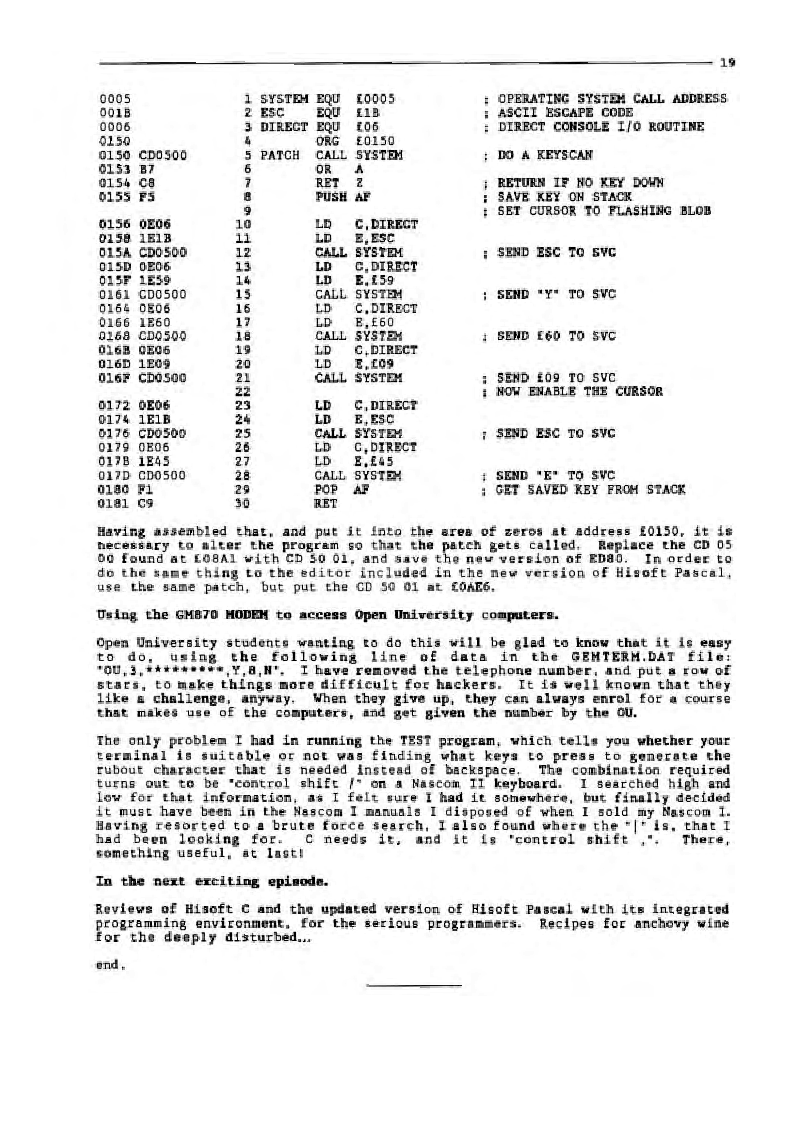 19
0005 1 SYSTEM EQU £0005 ; OPERATING SYSTEM CALL ADDRESS
001B 2 ESC EQU £1B ; ASCII ESCAPE CODE
0006 3 DIRECT EQU £06 ; DIRECT CONSOLE I/O ROUTINE
0150 4 ORG £0150
0150 CD0500 5 PATCH CALL SYSTEM ; DO A KEYSCAN
0153 B7 6 OR A
0154 C8 7 RET Z ; RETURN IF NO KEY DOWN
0155 F5 8 PUSH AF ; SAVE KEY ON STACK
9 ; SET CURSOR TO FLASHING BLOB
0156 0E06 10 LD C,DIRECT
0158 1E1B 11 LD E,ESC
015A CD0500 12 CALL SYSTEM ; SEND ESC TO SVC
015D 0E06 13 LD C,DIRECT
015F 1E59 14 LD E,£59
0161 CD0500 15 CALL SYSTEM ; SEND "Y" TO SVC
0164 0E06 16 LD C,DIRECT
0166 1E60 17 LD E,£60
0168 CD0500 18 CALL SYSTEM ; SEND £60 TO SVC
016B 0E06 19 LD C,DIRECT
016D 1E09 20 LD E,£09
016F CD0500 21 CALL SYSTEM ; SEND £09 TO SVC
22 ; NOW ENABLE THE CURSOR
0172 0E06 23 LD C,DIRECT
0174 1E1B 24 LD E,ESC
0176 CD0500 25 CALL SYSTEM ; SEND ESC TO SVC
0179 0E06 26 LD C,DIRECT
017B 1E45 27 LD E,£45
017D CD0500 28 CALL SYSTEM ; SEND "E" TO SVC
0180 F1 29 POP AF ; GET SAVED KEY FROM STACK
0181 C9 30 RET
Having assembled that, and put it into the area of zeros at address £0150, it is
necessary to alter the program so that the patch gets called. Replace the CD 05
00 found at £08A1 with CD 50 01, and save the new version of ED80. In order to
do the same thing to the editor included in the new version of Hisoft Pascal,
use the same patch, but put the CD 50 01 at £0AE6.
Using the GM870 MODEM to access Open University computers.
Open University students wanting to do this will be glad to know that it is easy
to do, using the following line of data in the GEMTERM.DAT file:
"OU,3,*********,Y,8,N". I have removed the telephone number, and put a row of
stars, to make things more difficult for hackers. It is well known that they
like a challenge, anyway. When they give up, they can always enrol for a course
that makes use of the computers, and get given the number by the OU.
The only problem I had in running the TEST program, which tells you whether your
terminal is suitable or not was finding what keys to press to generate the
rubout character that is needed instead of backspace. The combination required
turns out to be "control shift /" on a Nascom II keyboard. I searched high and
low for that information, as I felt sure I had it somewhere, but finally decided
it must have been in the Nascom I manuals I disposed of when I sold my Nascom I.
Having resorted to a brute force search, I also found where the "|" is, that I
had been looking for. C needs it, and it is "control shift ,". There,
something useful, at last!
In the next exciting episode.
Reviews of Hisoft C and the updated version of Hisoft Pascal with its integrated
programming environment, for the serious programmers. Recipes for anchovy wine
for the deeply disturbed...
end.